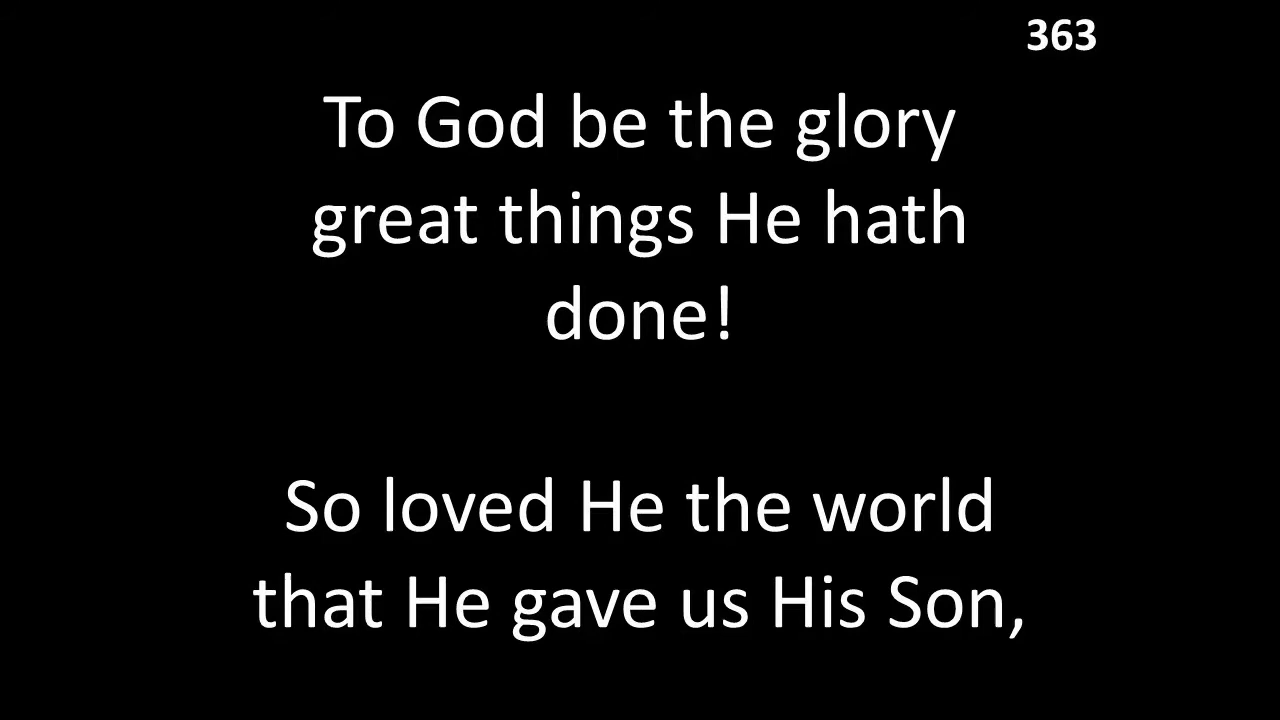 363
To God be the glory
great things He hath
done!
So loved He the world
that He gave us His Son,